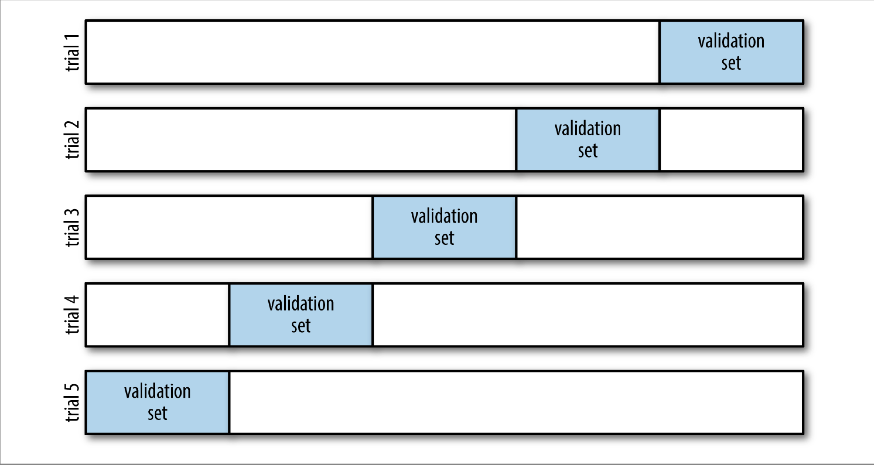 trial 1
validation
set
trial 2
validation
set
trial 3
validation
set
trial 4
validation
set
trial 5
validation
set